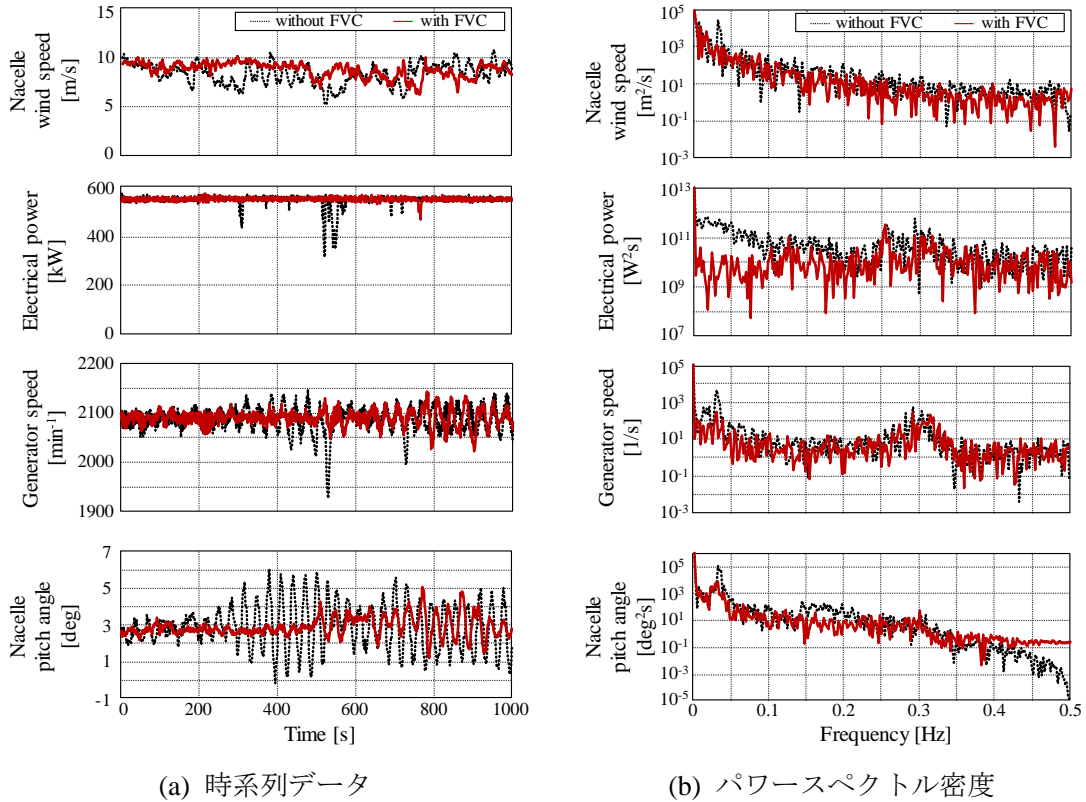 without FVC
with FVC
Nacelle
wind speed
[m/s]
15
10
5
0
Electrical power
[kW]
600
400
200
0
Generator speed
[min-1]
2200
2100
2000
1900
Nacelle
pitch angle
[deg]
7
5
3
1
-1
0
200
400
600
800
1000
Time [s]
(a) 時系列データ
without FVC
with FVC
Nacelle
wind speed
[m2/s]
10^5
10^3
10^1
10^-1
10^-3
Electrical power
[W2s]
10^13
10^11
10^9
10^7
Generator speed
[1/s]
10^5
10^3
10^1
10^-1
10^-3
Nacelle
pitch angle
[deg2·s]
10^5
10^3
10^1
10^-1
10^-3
10^-5
0
0.1
0.2
0.3
0.4
0.5
Frequency [Hz]
(b) パワースペクトル密度